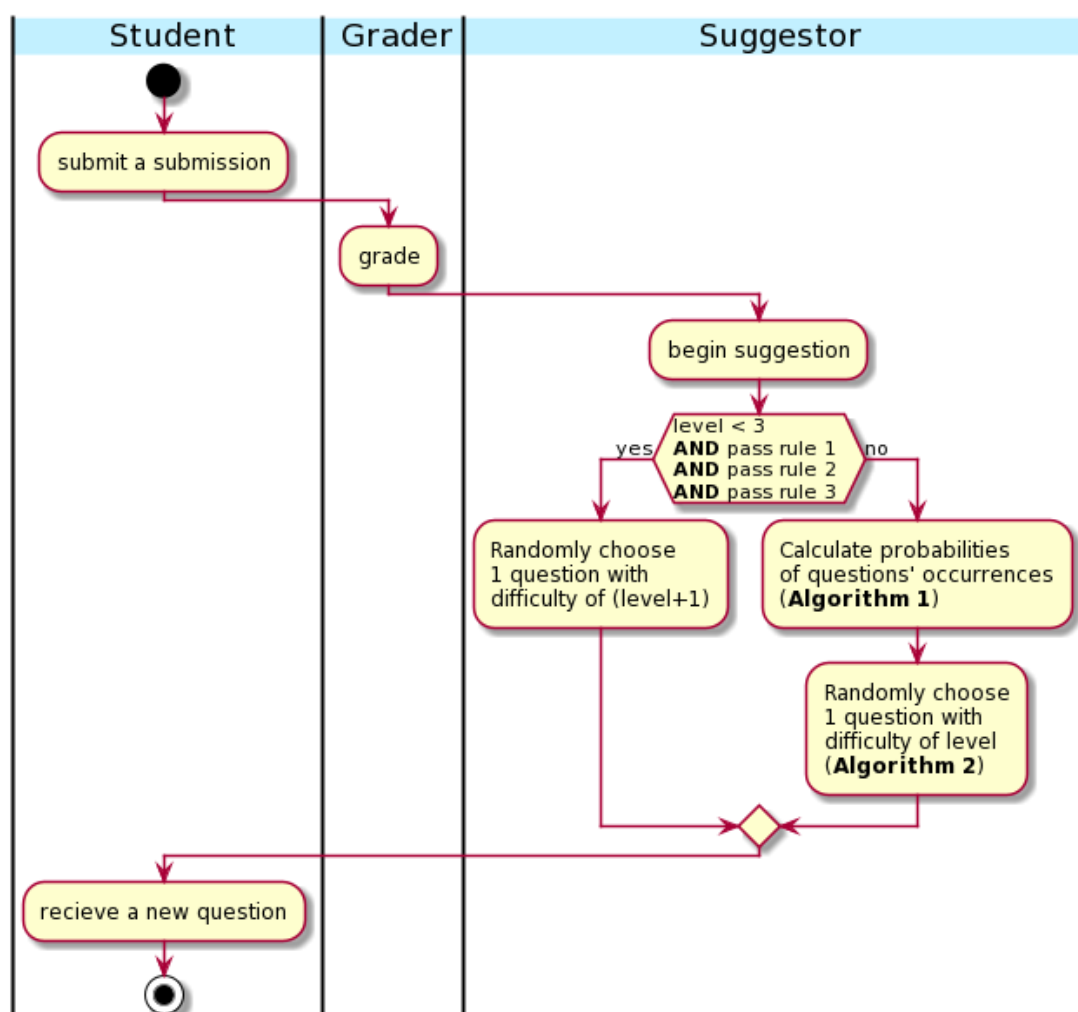 Student
Grader
Suggestor
submit a submission
grade
begin suggestion
level < 3
AND pass rule 1
AND pass rule 2
AND pass rule 3
yes
no
Randomly choose
1 question with
difficulty of (level+1)
Calculate probabilities
of questions' occurrences
(Algorithm 1)
Randomly choose
1 question with
difficulty of level
(Algorithm 2)
recieve a new question